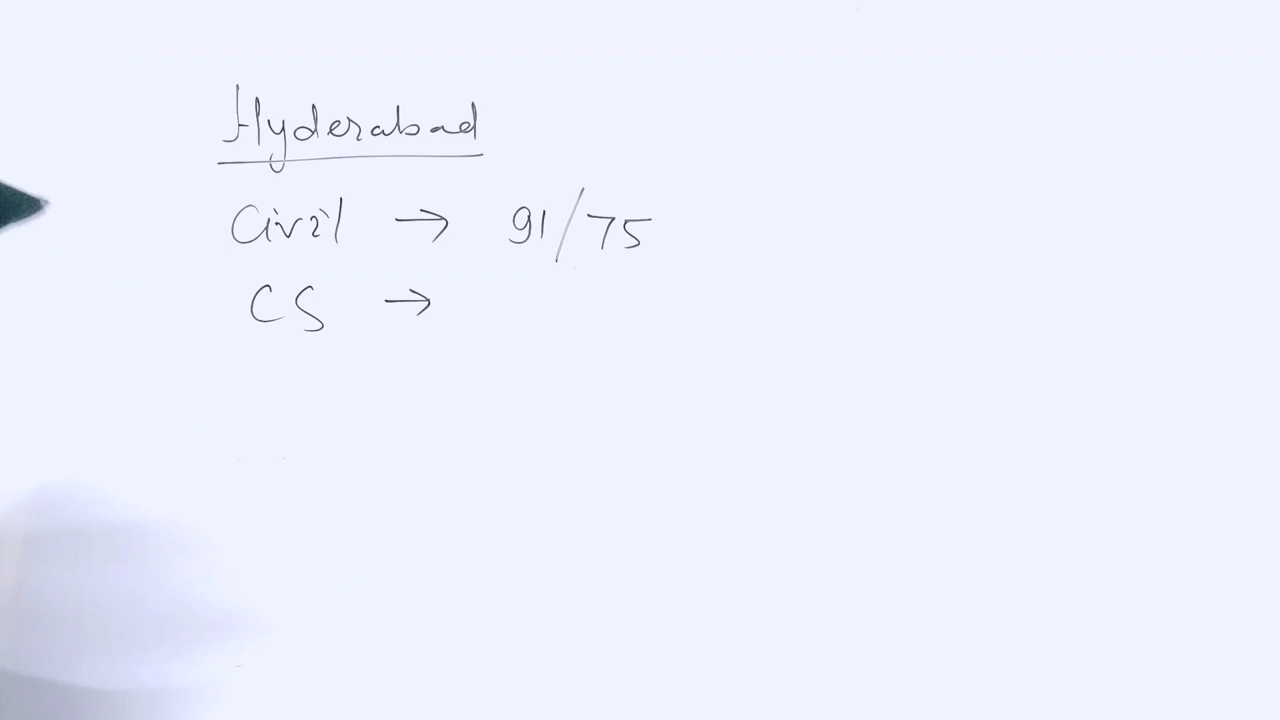 Hyderabad
Civil → 91/75
CS →